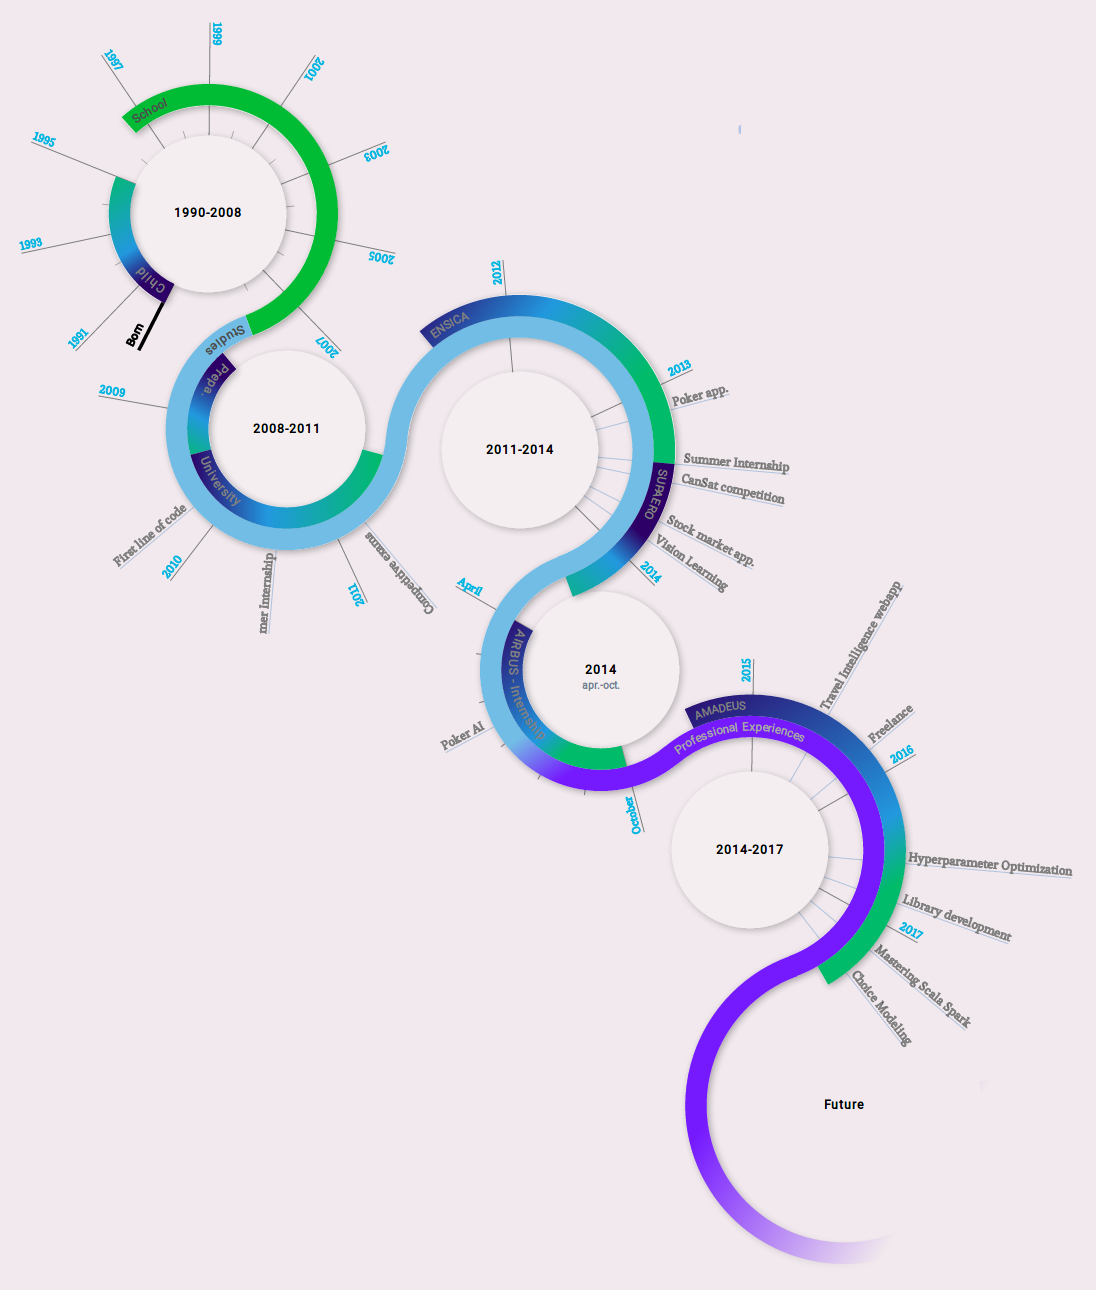 1999
1997
2001
School
1995
2003
1990-2008
1993
2005
Child
Born
1991
2007
Studies
Prepa.
2009
2008-2011
University
First line of code
2010
mer Internship
2011
Competitive exams
2012
ENSICA
2013
Poker app.
2011-2014
Summer Internship
SUPAERO
CanSat competition
Stock market app.
Vision Learning
2014
April
2014
apr.-oct.
AIRBUS - Internship
Poker AI
October
2015
Travel Intelligence webapp
AMADEUS
Professional Experiences
Freelance
2016
2014-2017
Hyperparameter Optimization
Library development
2017
Mastering Scala Spark
Choice Modeling
Future